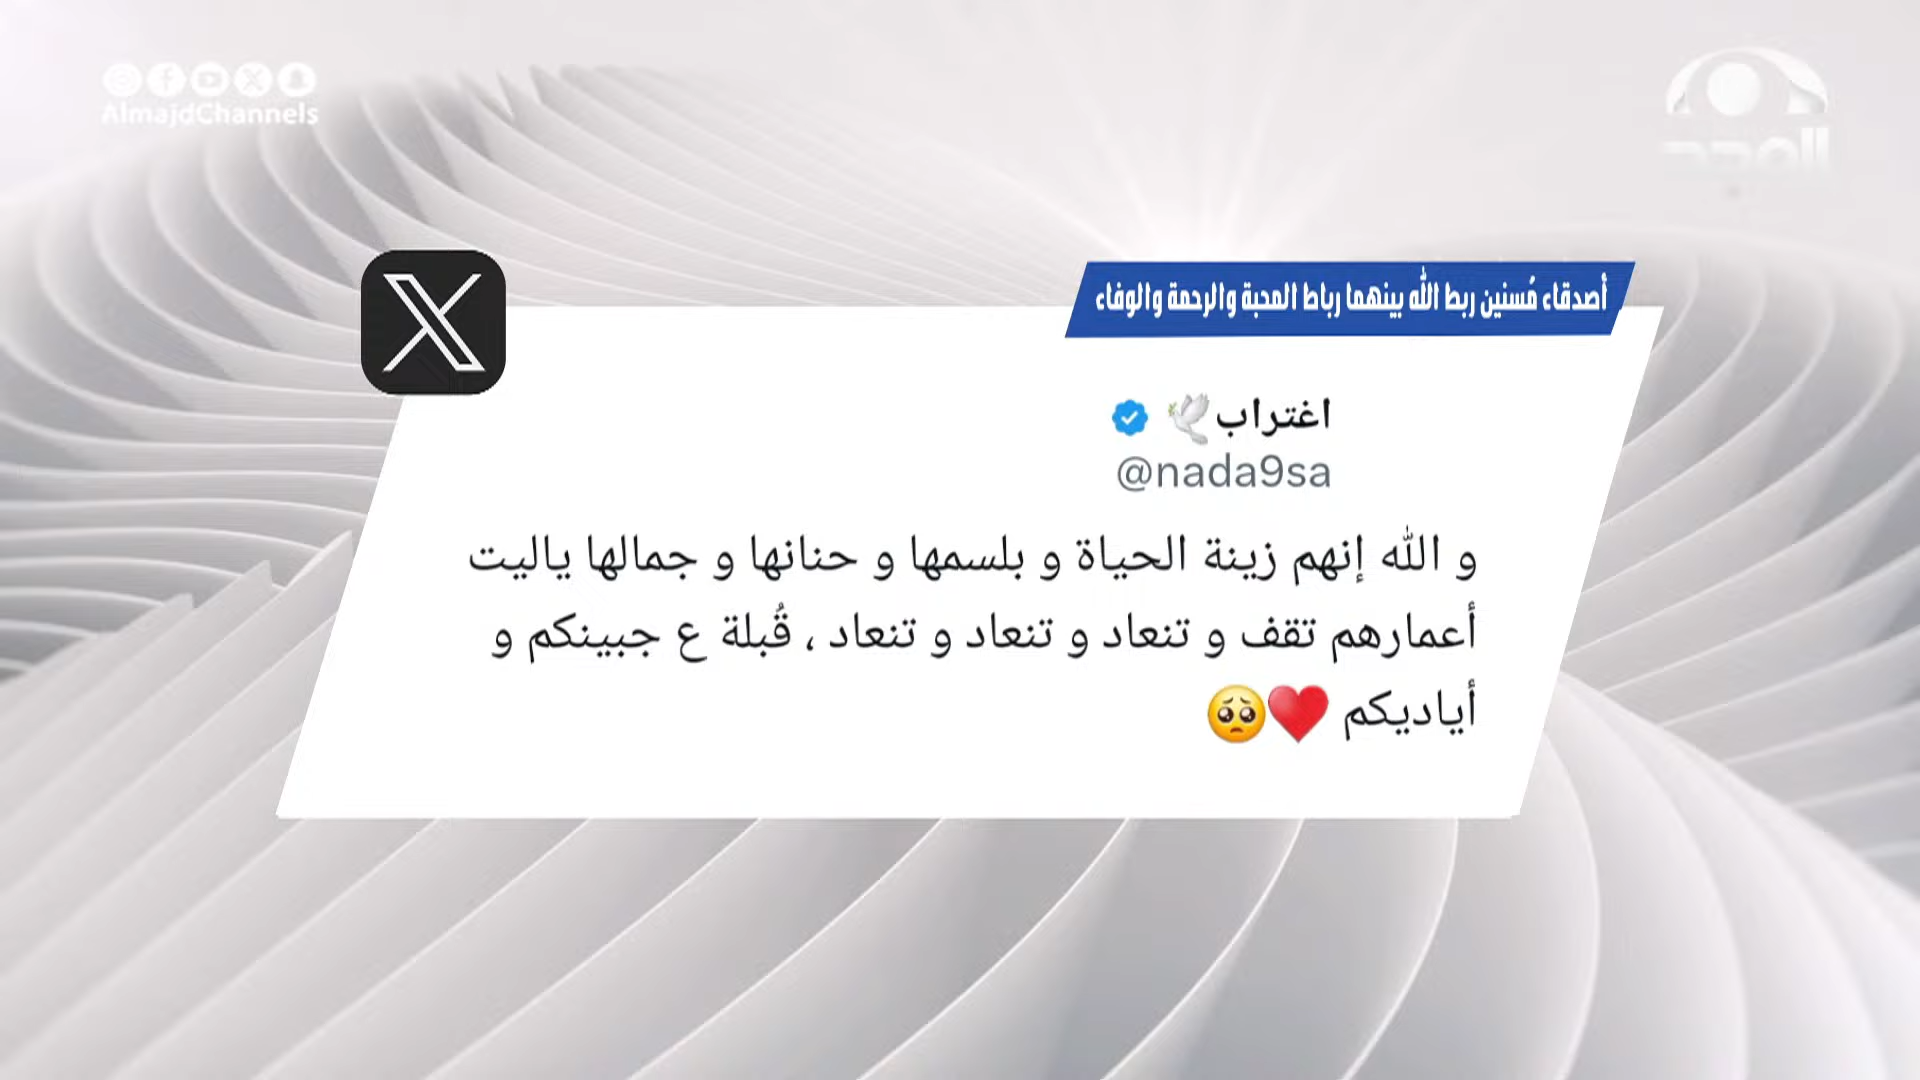 AlmajdChannels
المجد
أصدقاء مُسنين ربط الله بينهما رباط المحبة والرحمة والوفاء
اغتراب🕊️
@nada9sa
و الله إنهم زينة الحياة و بلسمها و حنانها و جمالها ياليت
أعمارهم تقف و تنعاد و تنعاد و تنعاد ، قُبلة ع جبينكم و
أياديكم ♥️🥺